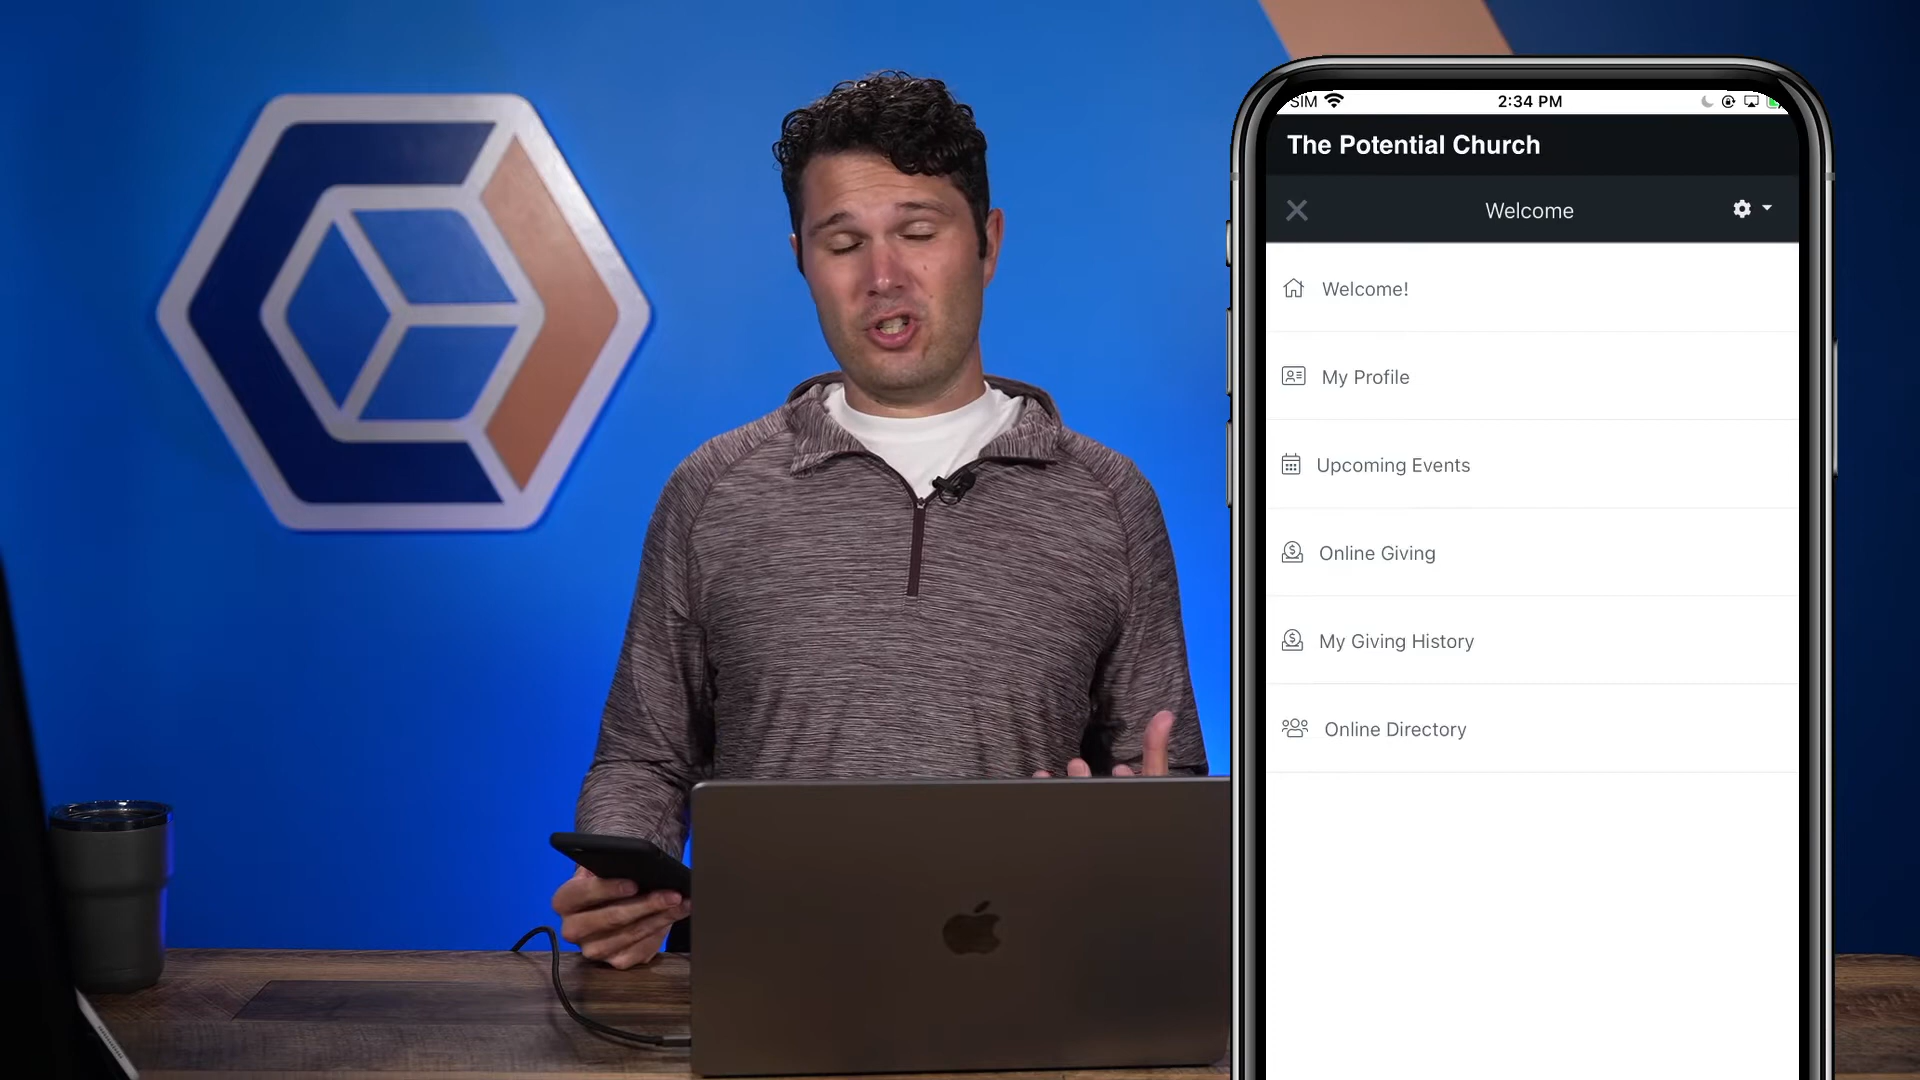 SIM
2:34 PM
The Potential Church
Welcome
Welcome!
My Profile
Upcoming Events
Online Giving
My Giving History
Online Directory